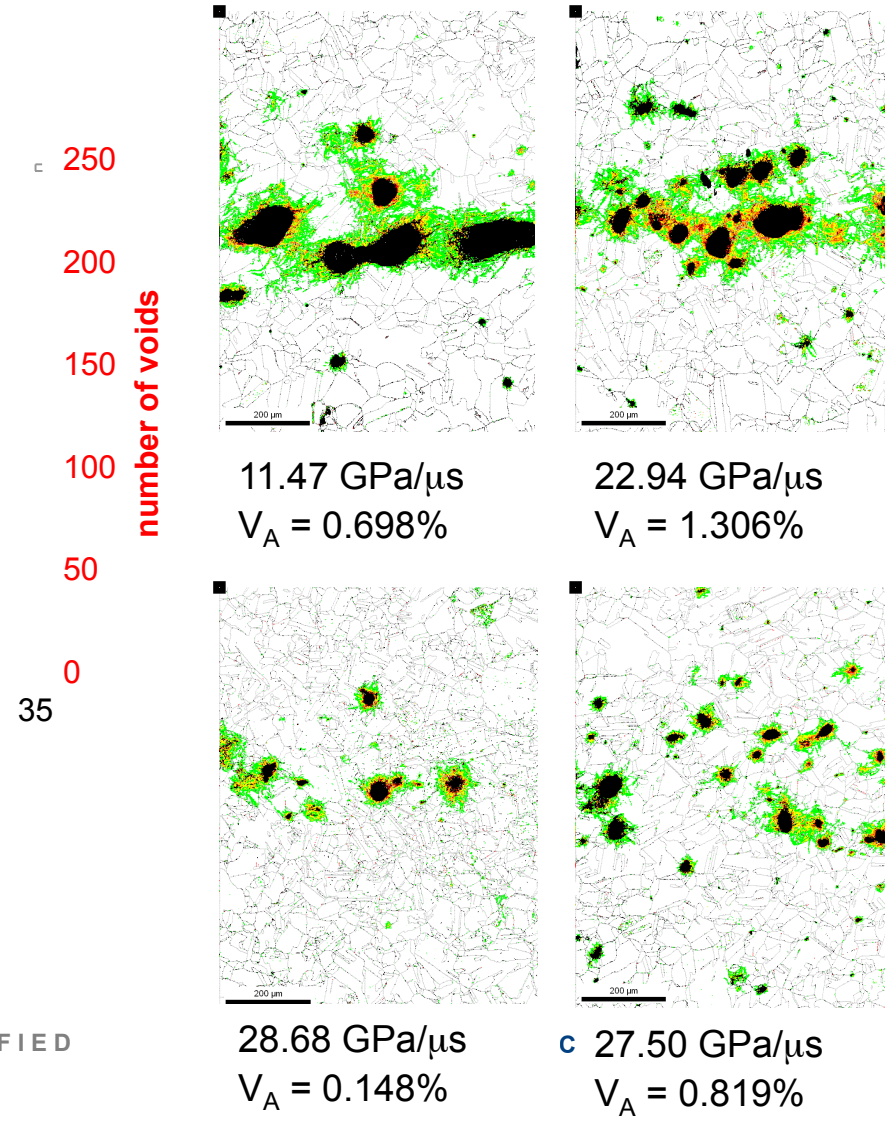 250
200
150
100
50
0
35
number of voids
200 µm
200 µm
11.47 GPa/µs
V_A = 0.698%
22.94 GPa/µs
V_A = 1.306%
200 µm
200 µm
28.68 GPa/µs
V_A = 0.148%
C 27.50 GPa/µs
V_A = 0.819%
FIED